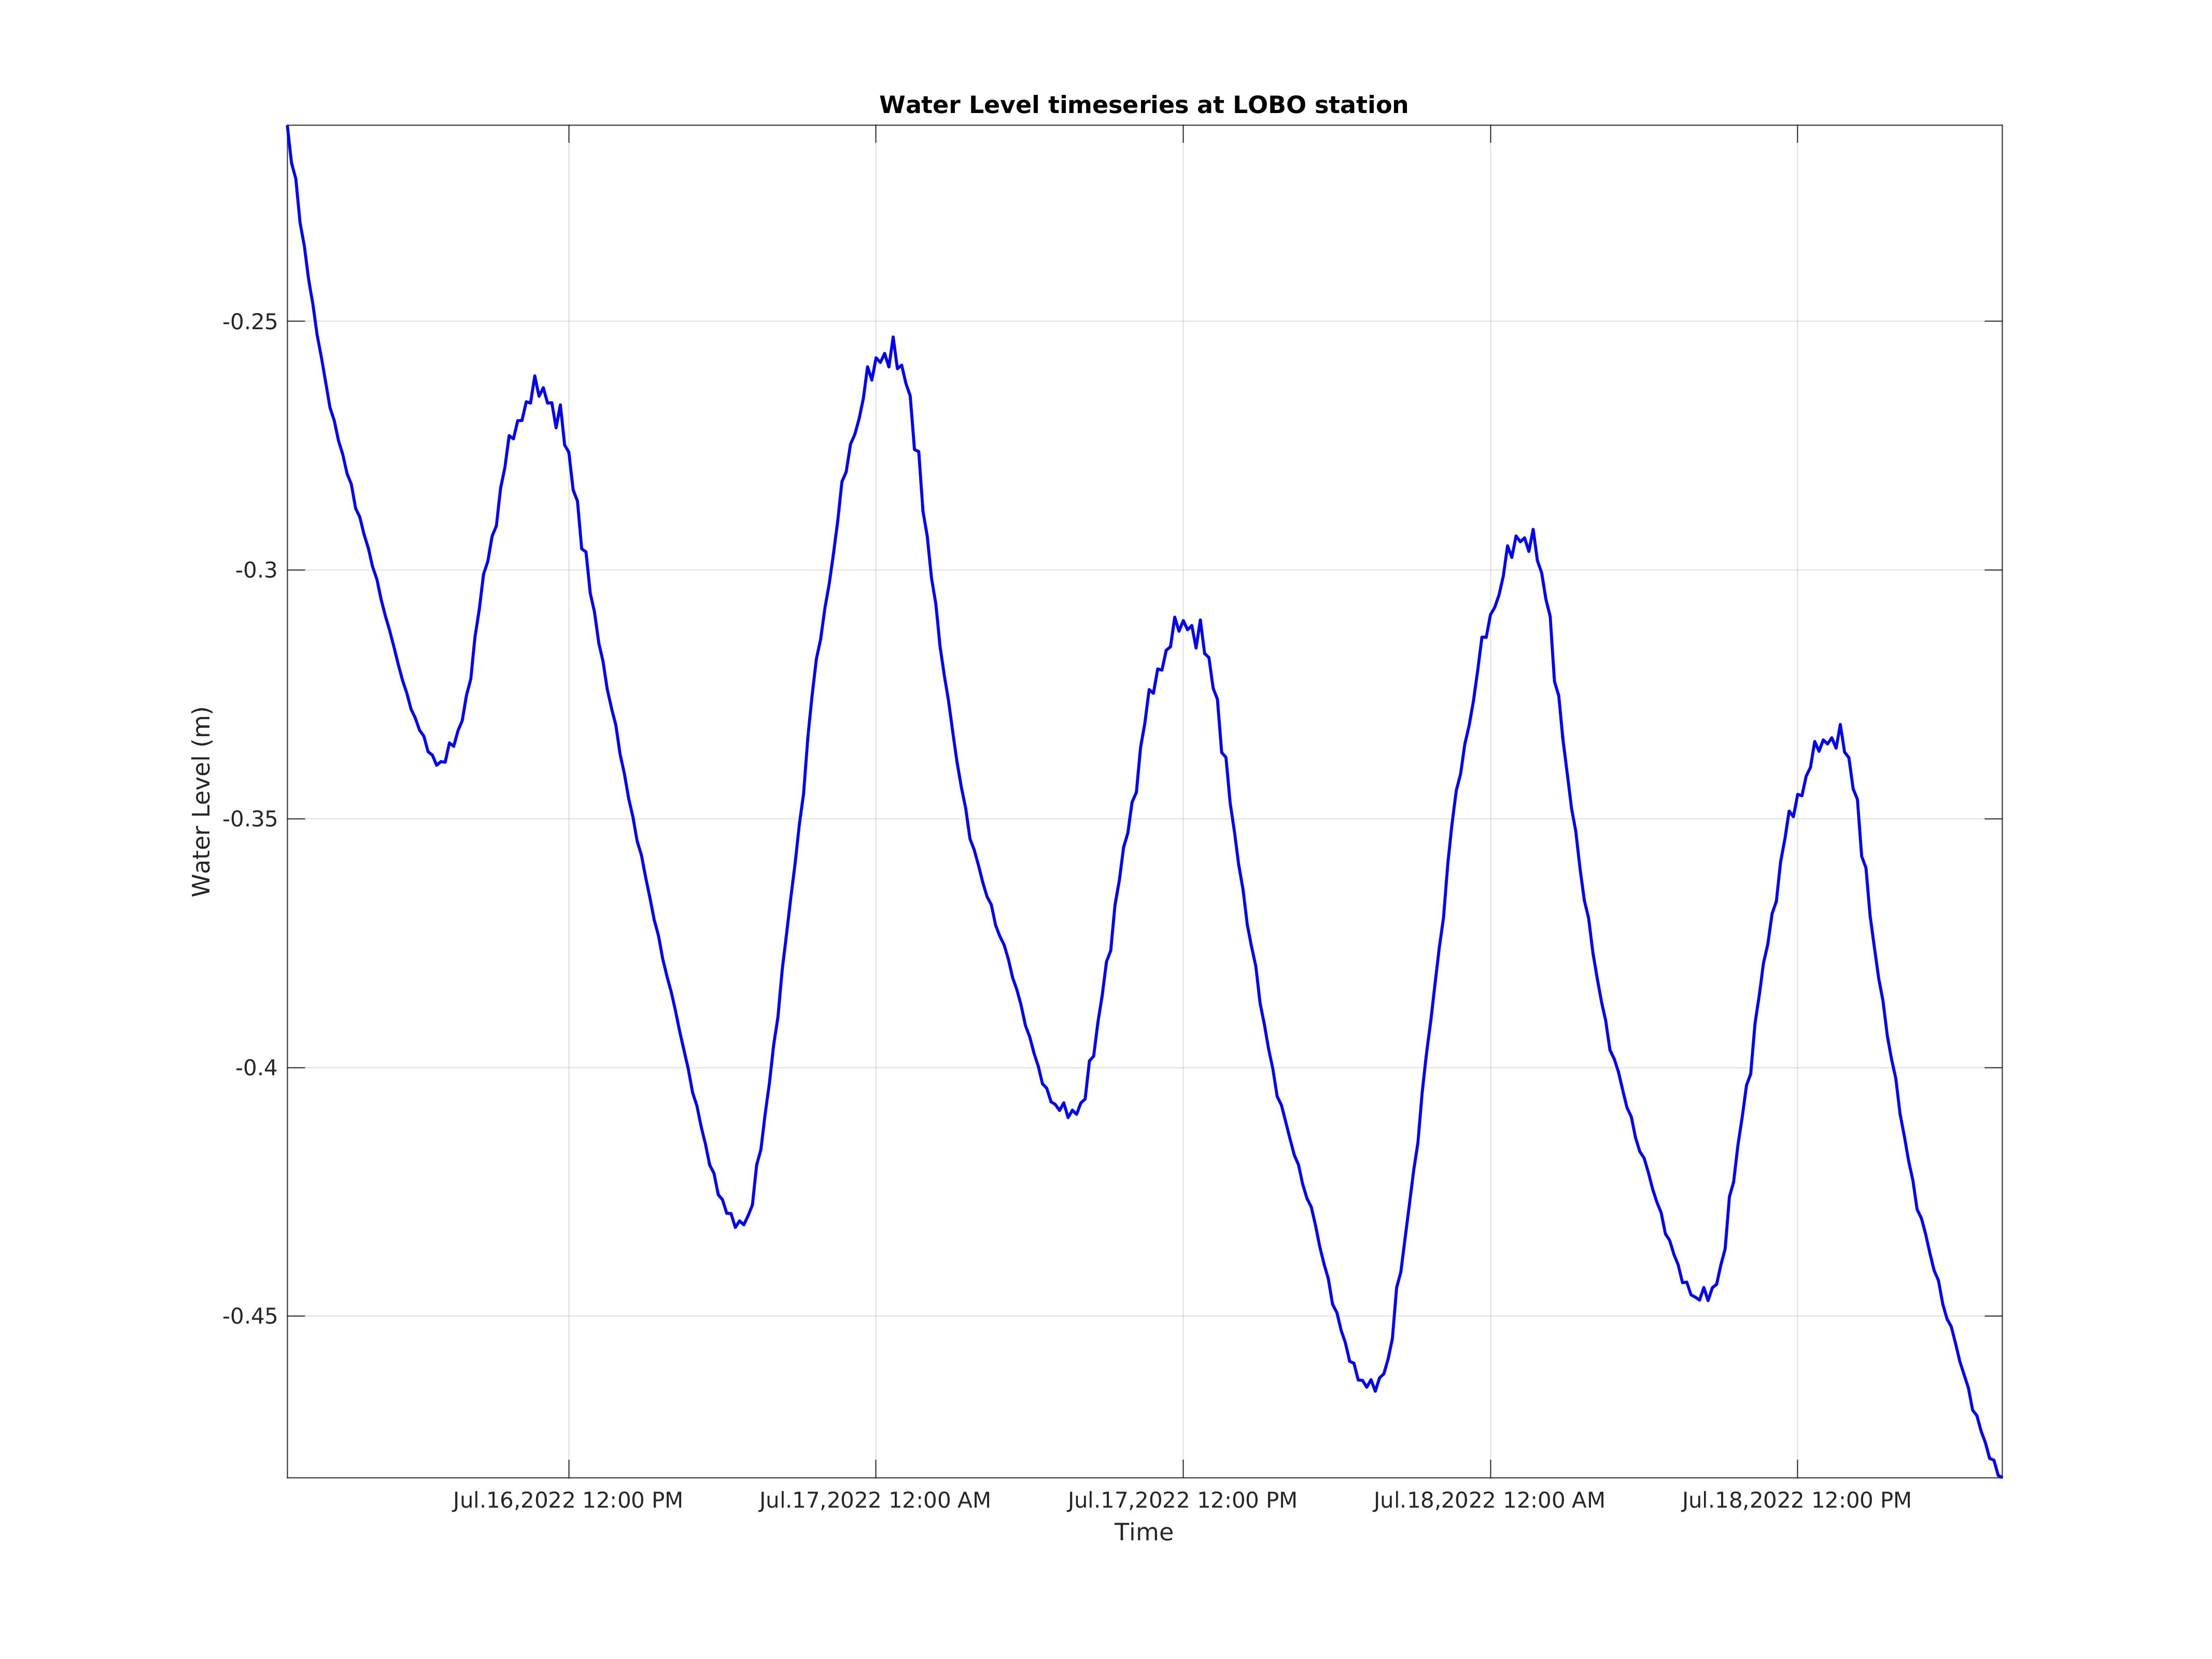 Water Level timeseries at LOBO station
-0.25
-0.3
-0.35
-0.4
-0.45
Water Level (m)
Jul.16,2022 12:00 PM
Jul.17,2022 12:00 AM
Jul.17,2022 12:00 PM
Jul.18,2022 12:00 AM
Jul.18,2022 12:00 PM
Time